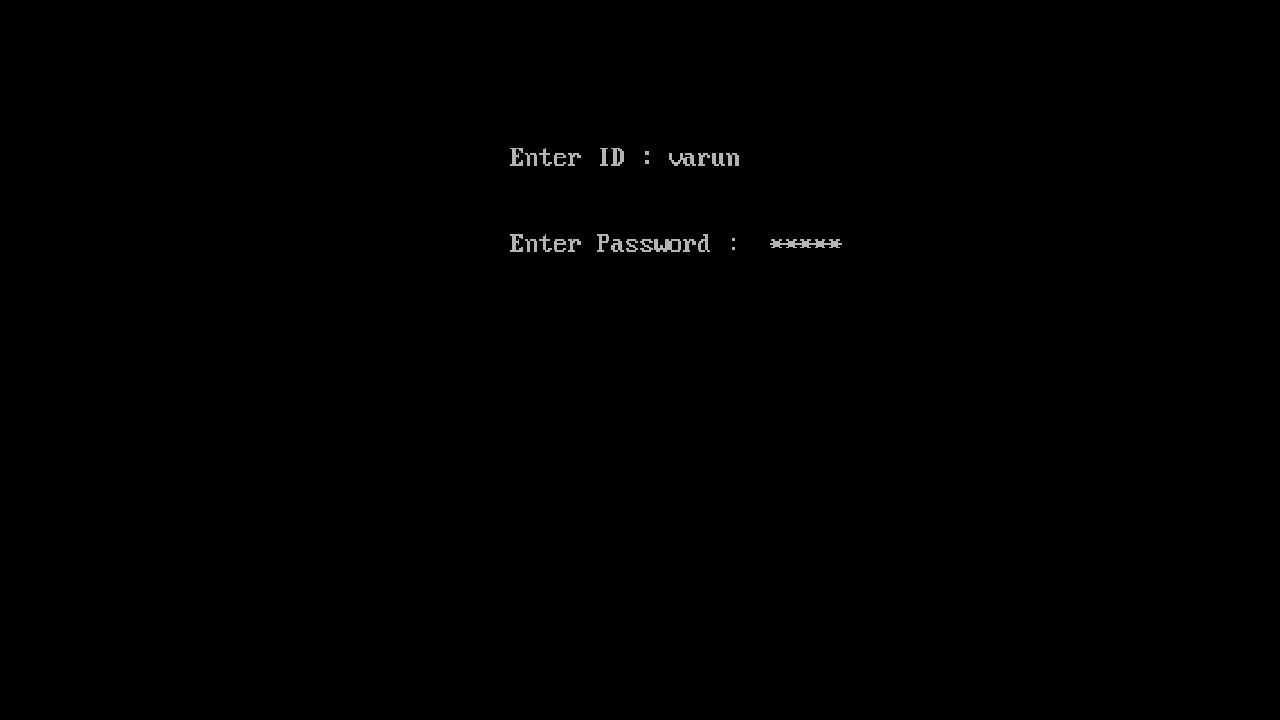 Enter ID : varun
Enter Password :  *****